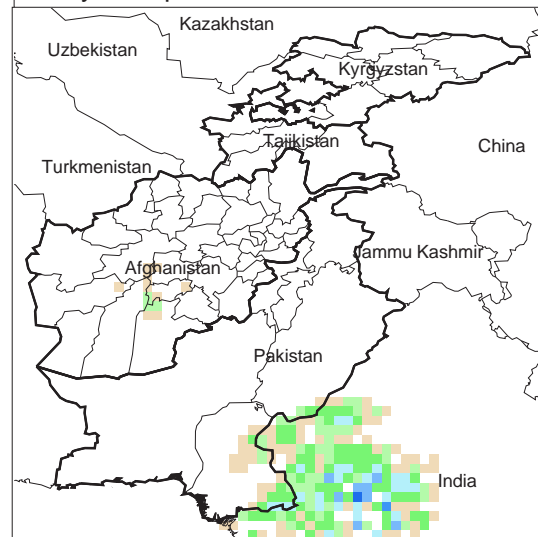 Kazakhstan
Uzbekistan
Kyrgyzstan
Tajikistan
China
Turkmenistan
Jammu Kashmir
Afghanistan
Pakistan
India